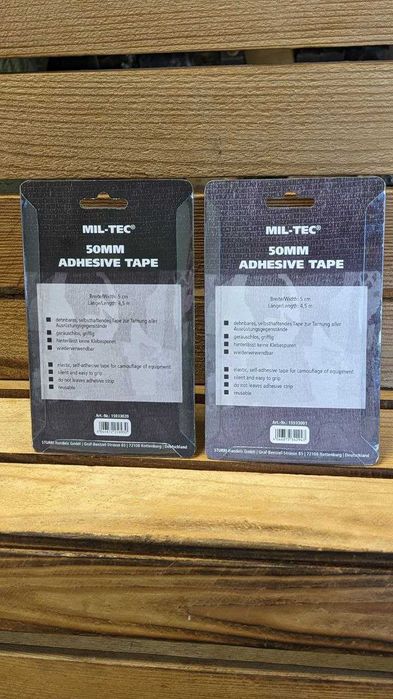 MIL-TEC®
50MM
ADHESIVE TAPE
Breite/Width: 5 cm
Länge/Length: 4,5 m
dehnbares, selbsthaftendes Tape zur Tarnung aller
Ausrüstungsgegenstände
geräuschlos, griffig
hinterlässt keine Klebespuren
wiederverwendbar
elastic, self-adhesive tape for camouflage of equipment
silent and easy to grip
do not leaves adhesive strip
reusable
Art.-Nr.: 15933020
STURM Handels GmbH | Graf-Bentzel-Strasse 85 | 72108 Rottenburg | Deutschland
MIL-TEC®
50MM
ADHESIVE TAPE
Breite/Width: 5 cm
Länge/Length: 4,5 m
dehnbares, selbsthaftendes Tape zur Tarnung aller
Ausrüstungsgegenstände
geräuschlos, griffig
hinterlässt keine Klebespuren
wiederverwendbar
elastic, self-adhesive tape for camouflage of equipment
silent and easy to grip
do not leaves adhesive strip
reusable
Art.-Nr.: 15933001
STURM Handels GmbH | Graf-Bentzel-Strasse 85 | 72108 Rottenburg | Deutschland